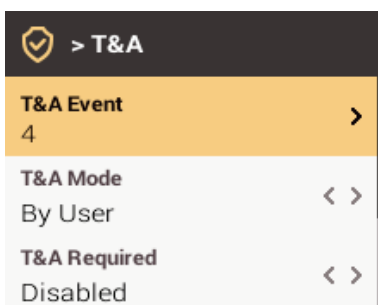 > T&A
T&A Event
4
T&A Mode
By User
T&A Required
Disabled